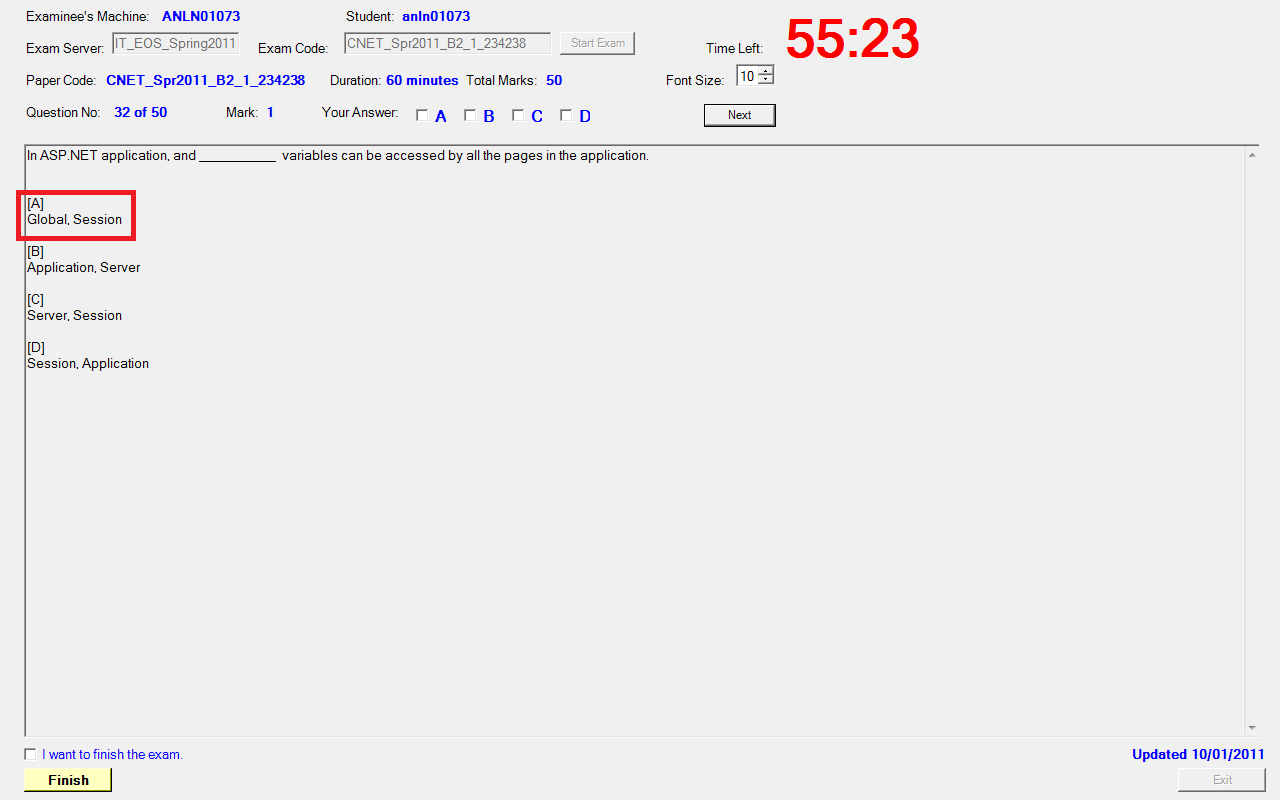 Examinee's Machine: ANLN01073 Student: anln01073
55:23
Exam Server: IT_EOS_Spring2011 Exam Code: CNET_Spr2011_B2_1_234238 Start Exam Time Left:
Paper Code: CNET_Spr2011_B2_1_234238 Duration: 60 minutes Total Marks: 50 Font Size: 10
Question No: 32 of 50 Mark: 1 Your Answer: A B C D Next
In ASP.NET application, and ___________ variables can be accessed by all the pages in the application.
[A]
Global, Session
[B]
Application, Server
[C]
Server, Session
[D]
Session, Application
I want to finish the exam. Updated 10/01/2011
Finish Exit